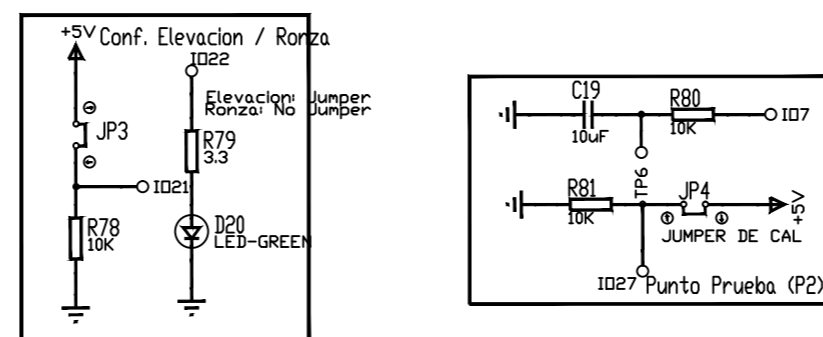 +5V Conf. Elevacion / Ronza
IO22
Elevacion: Jumper
Ronza: No Jumper
JP3
R79
3.3
IO21
R78
10K
D20
LED-GREEN
C19
10uF
R80
10K
IO7
TP6
R81
10K
JP4
+5V
JUMPER DE CAL
IO27 Punto Prueba (P2)